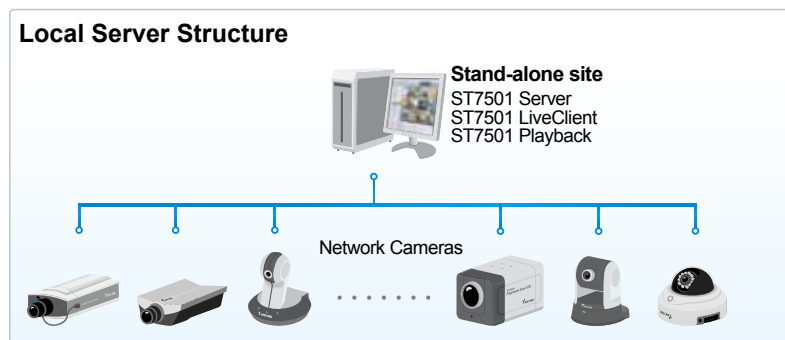 Local Server Structure
Stand-alone site
ST7501 Server
ST7501 LiveClient
ST7501 Playback
Network Cameras